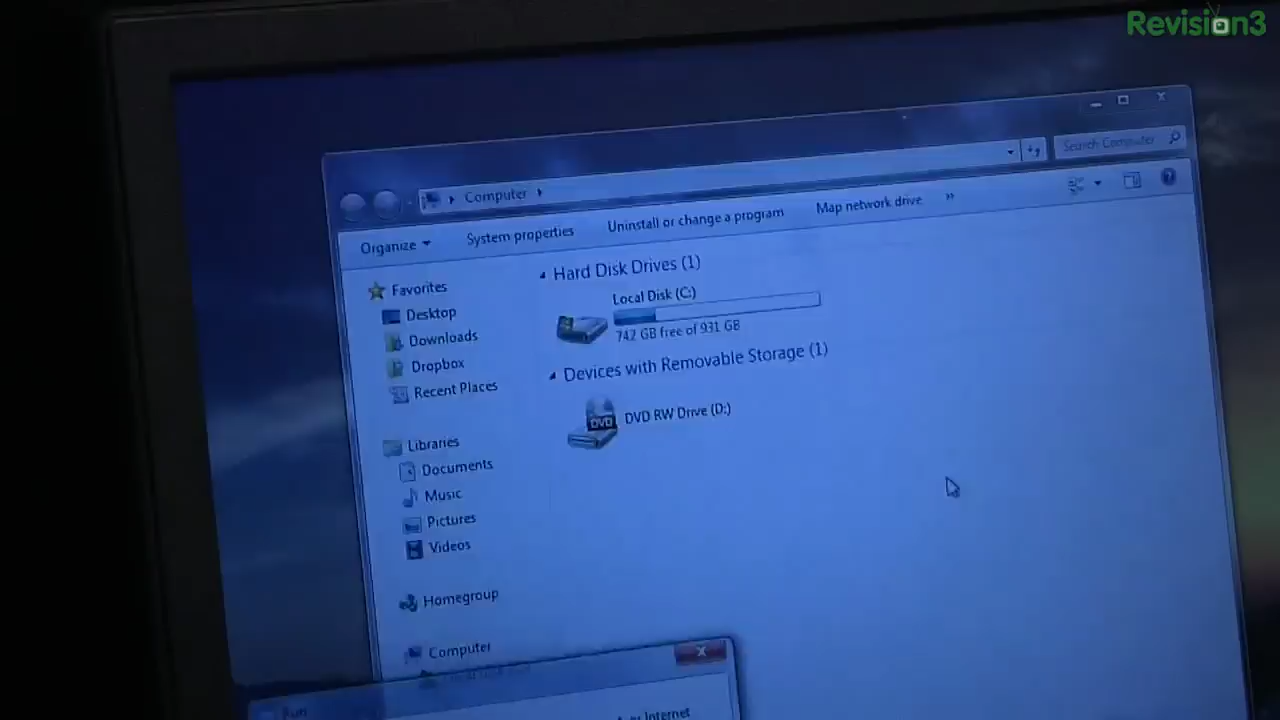 Revision3
Search Computer
Computer
Organize
System properties
Uninstall or change a program
Map network drive
»
Favorites
Desktop
Downloads
Dropbox
Recent Places
Libraries
Documents
Music
Pictures
Videos
Homegroup
Computer
Hard Disk Drives (1)
Local Disk (C:)
742 GB free of 931 GB
Devices with Removable Storage (1)
DVD
DVD RW Drive (D:)
Run
Internet